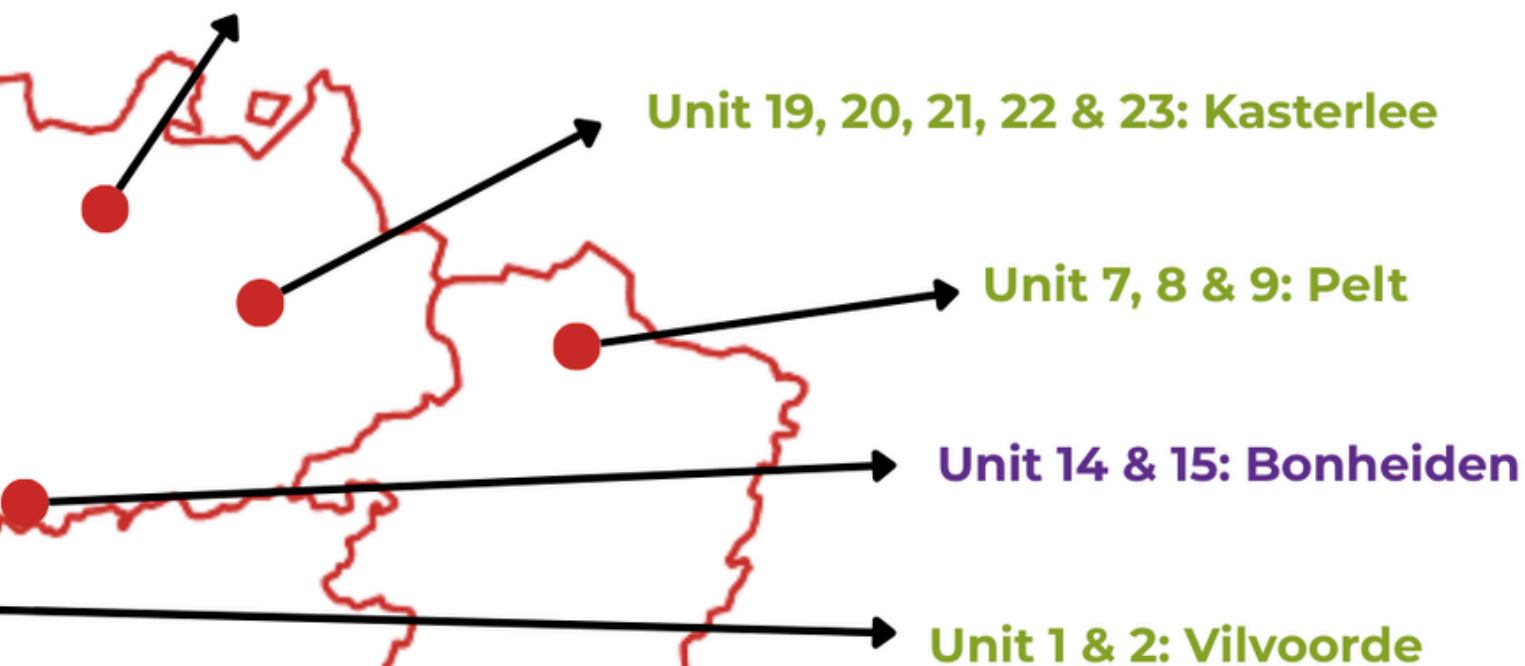 Unit 19, 20, 21, 22 & 23: Kasterlee
Unit 7, 8 & 9: Pelt
Unit 14 & 15: Bonheiden
Unit 1 & 2: Vilvoorde